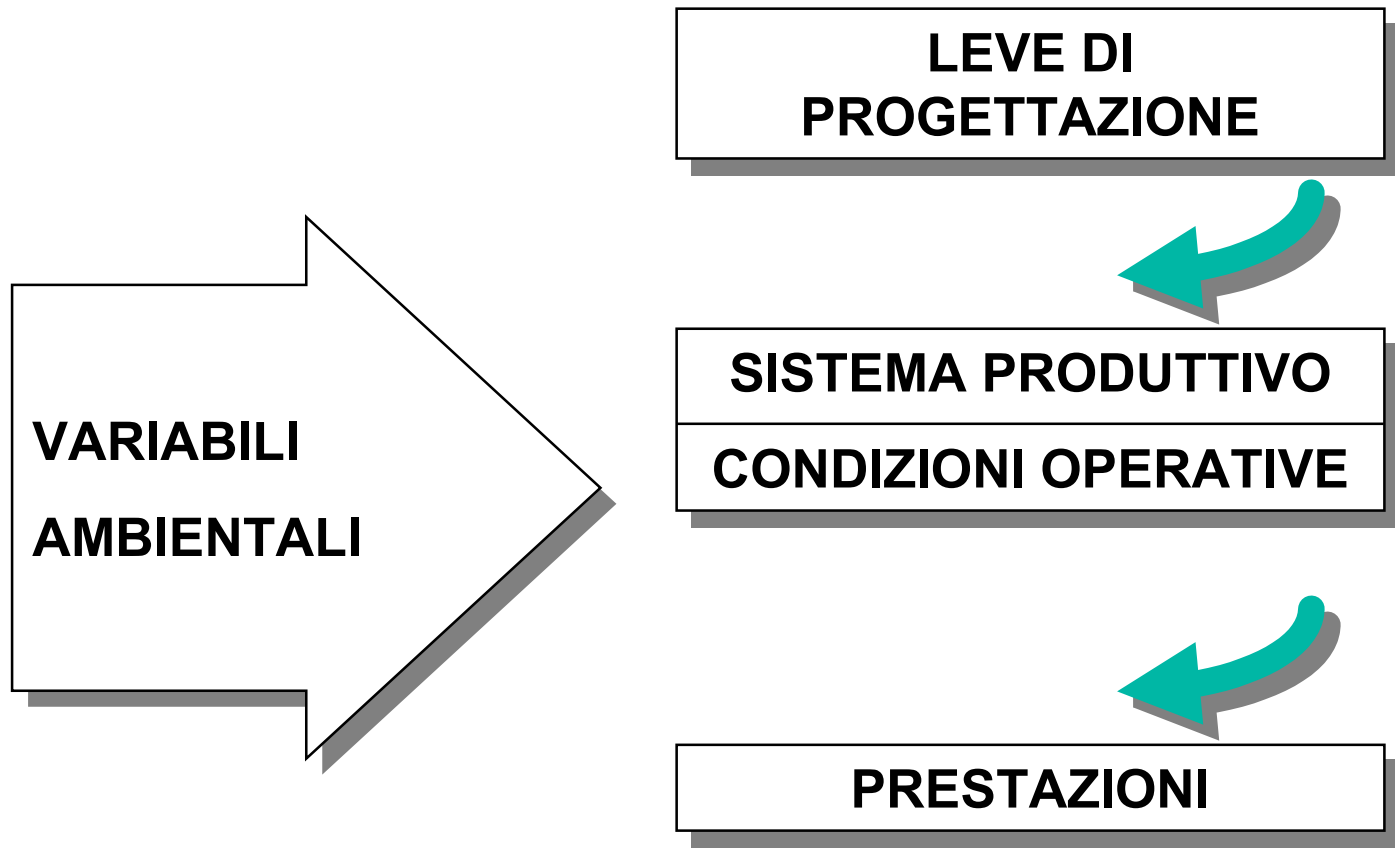 LEVE DI
PROGETTAZIONE
VARIABILI
AMBIENTALI
SISTEMA PRODUTTIVO
CONDIZIONI OPERATIVE
PRESTAZIONI